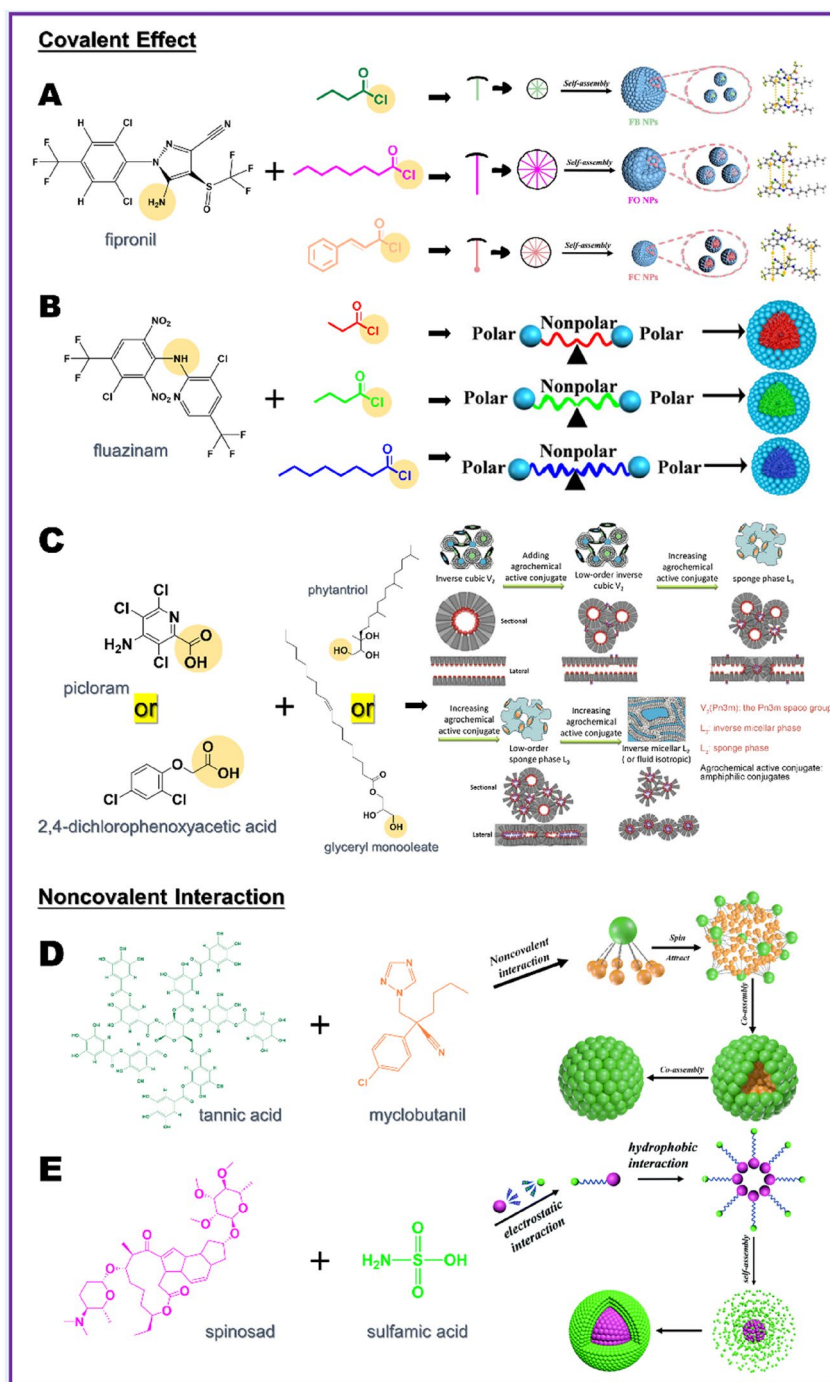 Covalent Effect
A
fipronil
Self-assembly
FB NPs
Self-assembly
FO NPs
Self-assembly
FC NPs
B
fluazinam
Polar Nonpolar Polar
Polar Nonpolar Polar
Polar Nonpolar Polar
C
picloram
or
2,4-dichlorophenoxyacetic acid
phytantriol
or
glyceryl monooleate
Inverse cubic V2
Adding
agrochemical
active conjugate
Low-order inverse
cubic V2
Increasing
agrochemical
active conjugate
sponge phase L3
Sectional
Lateral
Increasing
agrochemical
active conjugate
Low-order
sponge phase L3
Increasing
agrochemical
active conjugate
Inverse micellar L2
( or fluid isotropic)
Sectional
Lateral
V2(Pn3m): the Pn3m space group
L2: inverse micellar phase
L3: sponge phase
Agrochemical active conjugate:
amphiphilic conjugates
Noncovalent Interaction
D
tannic acid
myclobutanil
Noncovalent
interaction
Spin
Attract
Co-assembly
Co-assembly
E
spinosad
sulfamic acid
electrostatic
interaction
hydrophobic
interaction
self-assembly